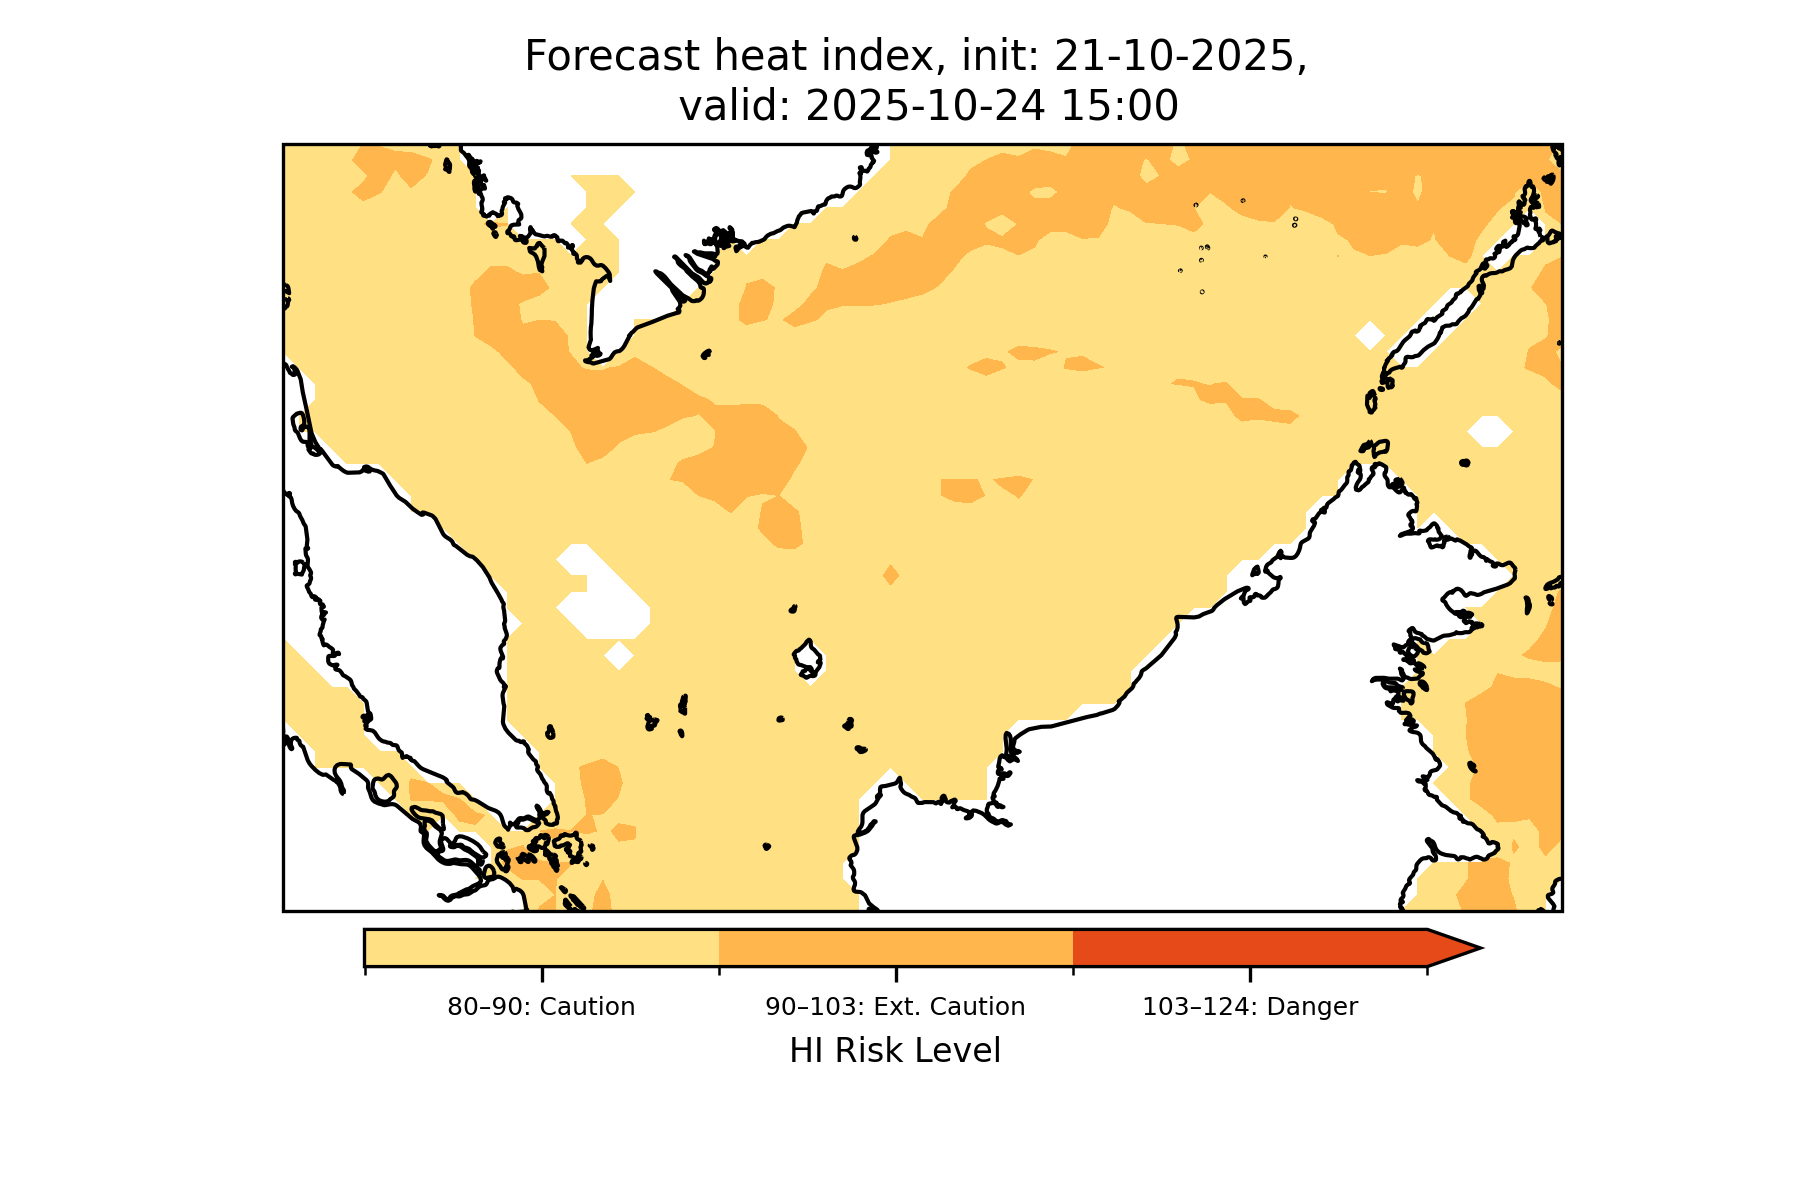 Forecast heat index, init: 21-10-2025,
valid: 2025-10-24 15:00
80–90: Caution
90–103: Ext. Caution
103–124: Danger
HI Risk Level